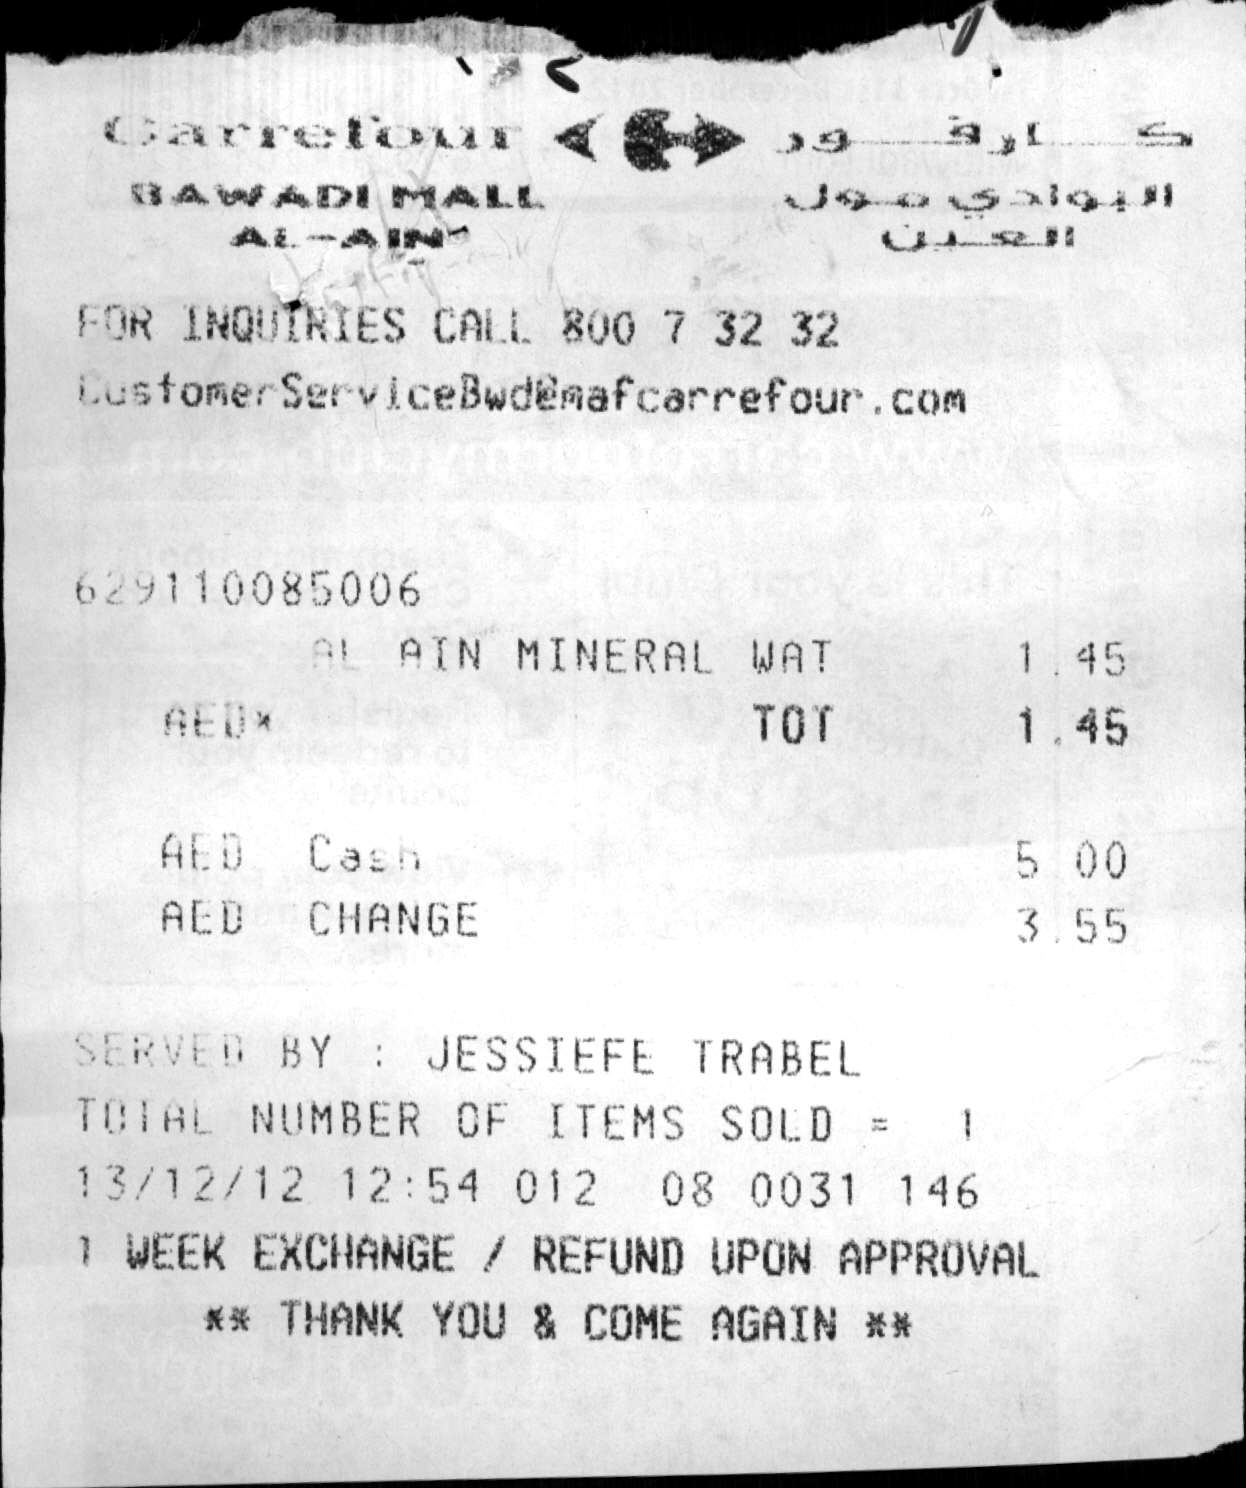 Carrefour كارفور
BAWADI MALL البوادي مول
AL-AIN العين
FOR INQUIRIES CALL 800 7 32 32
CustomerServiceBwd@mafcarrefour.com
6291100085006
AL AIN MINERAL WAT 1.45
AED* TOT 1.45
AED Cash 5.00
AED CHANGE 3.55
SERVED BY : JESSIEFE TRABEL
TOTAL NUMBER OF ITEMS SOLD = 1
13/12/12 12:54 012 08 0031 146
1 WEEK EXCHANGE / REFUND UPON APPROVAL
** THANK YOU & COME AGAIN **